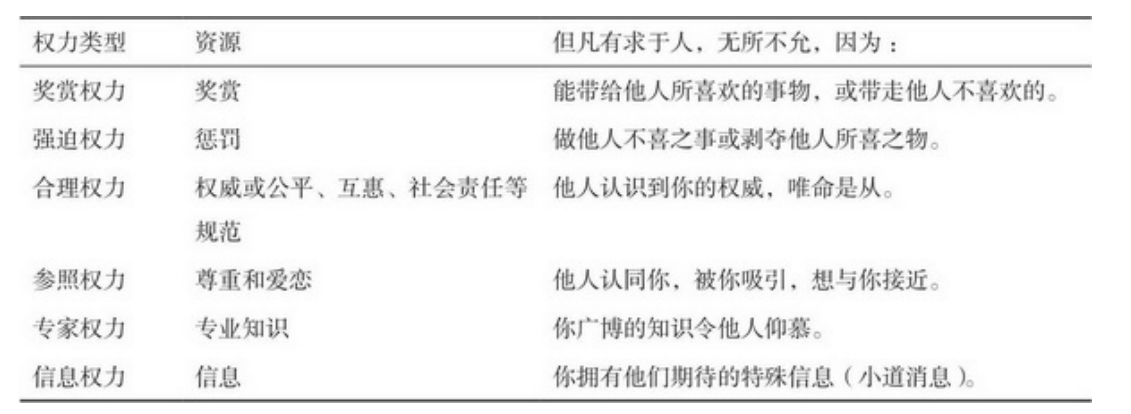 权力类型 资源 但凡有求于人，无所不允，因为：
奖赏权力 奖赏 能带给他人所喜欢的事物，或带走他人不喜欢的。
强迫权力 惩罚 做他人不喜之事或剥夺他人所喜之物。
合理权力 权威或公平、互惠、社会责任等 他人认识到你的权威，唯命是从。
规范
参照权力 尊重和爱恋 他人认同你，被你吸引，想与你接近。
专家权力 专业知识 你广博的知识令他人仰慕。
信息权力 信息 你拥有他们期待的特殊信息（小道消息）。